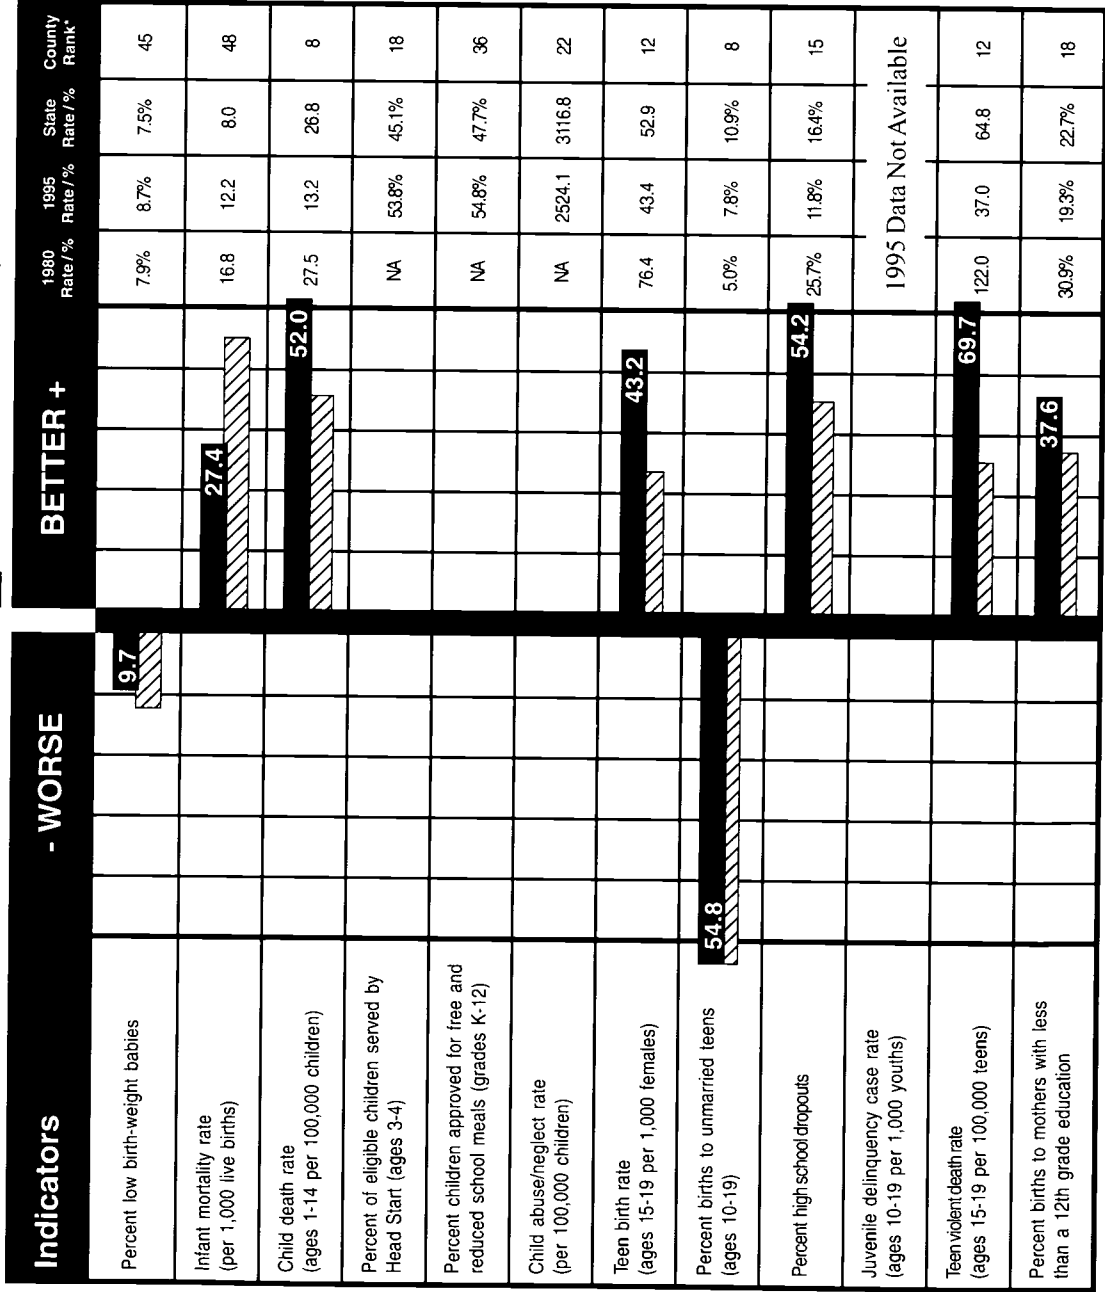 Indicators - WORSE BETTER + 1980 Rate / % 1995 Rate / % State Rate / % County Rank*
Percent low birth-weight babies 9.7 7.9% 8.7% 7.5% 45
Infant mortality rate
(per 1,000 live births) 27.4 16.8 12.2 8.0 48
Child death rate
(ages 1-14 per 100,000 children) 52.0 27.5 13.2 26.8 8
Percent of eligible children served by
Head Start (ages 3-4) NA 53.8% 45.1% 18
Percent children approved for free and
reduced school meals (grades K-12) NA 54.8% 47.7% 36
Child abuse/neglect rate
(per 100,000 children) NA 2524.1 3116.8 22
Teen birth rate
(ages 15-19 per 1,000 females) 43.2 76.4 43.4 52.9 12
Percent births to unmarried teens
(ages 10-19) 54.8 5.0% 7.8% 10.9% 8
Percent high school dropouts 54.2 25.7% 11.8% 16.4% 15
Juvenile delinquency case rate
(ages 10-19 per 1,000 youths) 1995 Data Not Available
Teen violent death rate
(ages 15-19 per 100,000 teens) 69.7 122.0 37.0 64.8 12
Percent births to mothers with less
than a 12th grade education 37.6 30.9% 19.3% 22.7% 18